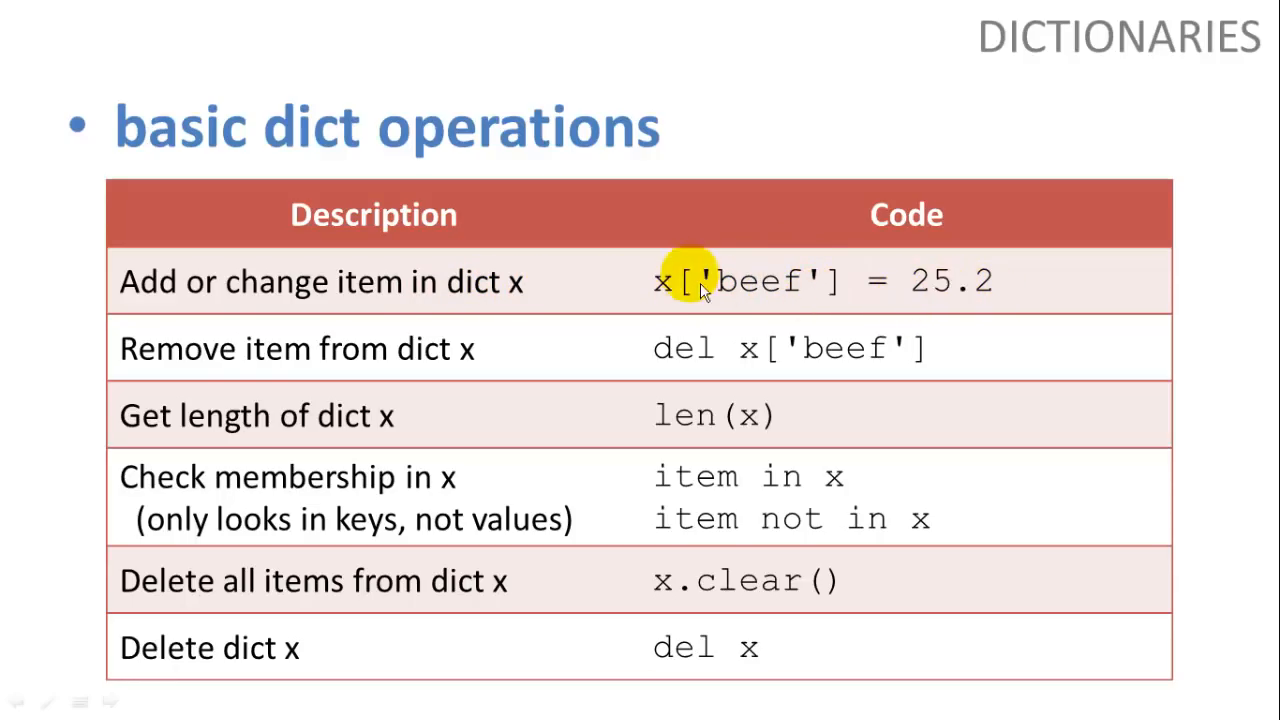 DICTIONARIES
• basic dict operations
Description Code
Add or change item in dict x x['beef'] = 25.2
Remove item from dict x del x['beef']
Get length of dict x len(x)
Check membership in x item in x
(only looks in keys, not values) item not in x
Delete all items from dict x x.clear()
Delete dict x del x